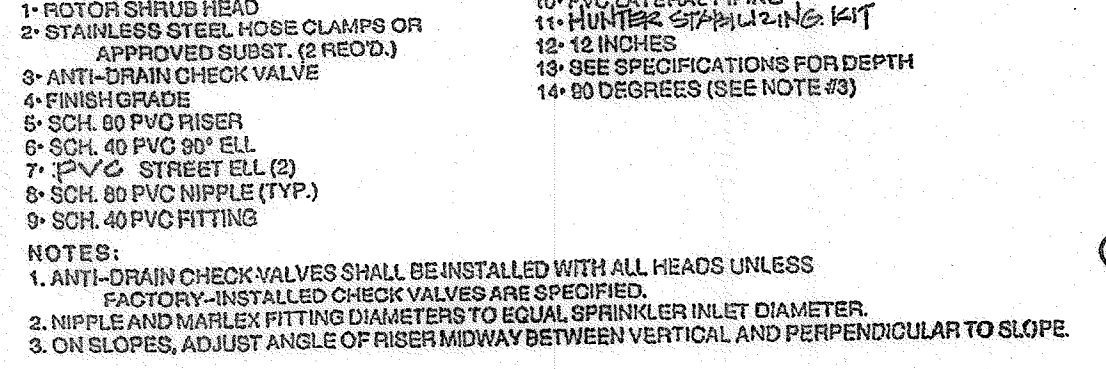 1· ROTOR SHRUB HEAD
2· STAINLESS STEEL HOSE CLAMPS OR
APPROVED SUBST. (2 REQ'D.)
3· ANTI-DRAIN CHECK VALVE
4· FINISH GRADE
5· SCH. 80 PVC RISER
6· SCH. 40 PVC 90° ELL
7· PVC STREET ELL (2)
8· SCH. 80 PVC NIPPLE (TYP.)
9· SCH. 40 PVC FITTING
10· PVC LATERAL PIPING
11· HUNTER STABILIZING KIT
12· 12 INCHES
13· SEE SPECIFICATIONS FOR DEPTH
14· 90 DEGREES (SEE NOTE #3)
NOTES:
1. ANTI-DRAIN CHECK VALVES SHALL BE INSTALLED WITH ALL HEADS UNLESS
FACTORY-INSTALLED CHECK VALVES ARE SPECIFIED.
2. NIPPLE AND MARLEX FITTING DIAMETERS TO EQUAL SPRINKLER INLET DIAMETER.
3. ON SLOPES, ADJUST ANGLE OF RISER MIDWAY BETWEEN VERTICAL AND PERPENDICULAR TO SLOPE.